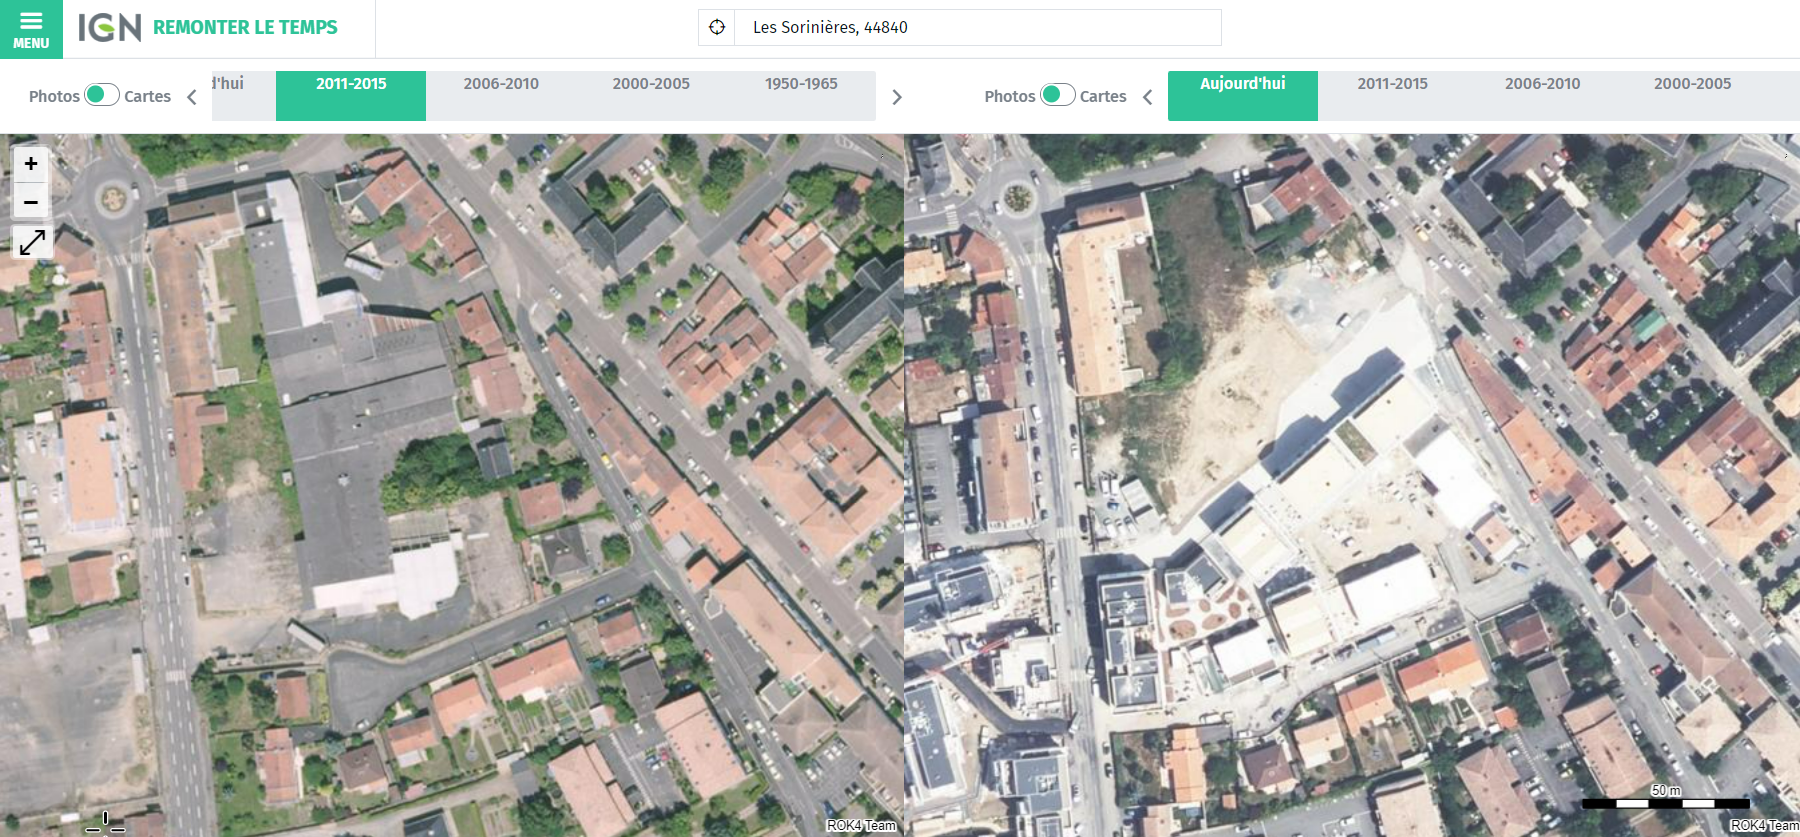 MENU
IGN REMONTER LE TEMPS
Les Sorinières, 44840
Photos Cartes
d'hui 2011-2015 2006-2010 2000-2005 1950-1965
Photos Cartes
Aujourd'hui 2011-2015 2006-2010 2000-2005
+
−
ROK4 Team
50 m
ROK4 Team